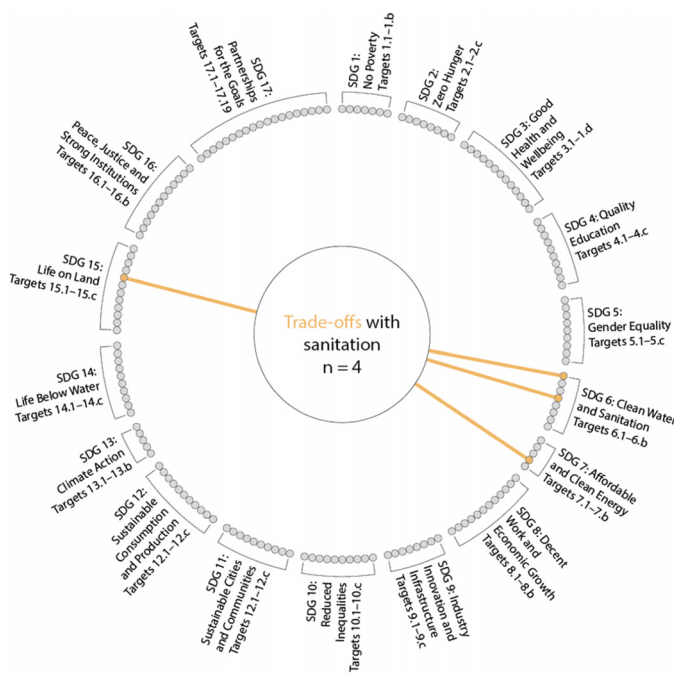 SDG 1:
No Poverty
Targets 1.1–1.b
SDG 2:
Zero Hunger
Targets 2.1–2.c
SDG 3: Good
Health and
Wellbeing
Targets 3.1–1.d
SDG 4: Quality
Education
Targets 4.1–4.c
SDG 5:
Gender Equality
Targets 5.1–5.c
SDG 6: Clean Water
and Sanitation
Targets 6.1–6.b
SDG 7: Affordable
and Clean Energy
Targets 7.1–7.b
SDG 8: Decent
Work and
Economic Growth
Targets 8.1–8.b
SDG 9: Industry
Innovation and
Infrastructure
Targets 9.1–9.c
SDG 10:
Reduced
Inequalities
Targets 10.1–10.c
SDG 11:
Sustainable Cities
and Communities
Targets 12.1–12.c
SDG 12:
Sustainable
Consumption
and Production
Targets 12.1–12.c
SDG 13:
Climate Action
Targets 13.1–13.b
SDG 14:
Life Below Water
Targets 14.1–14.c
SDG 15:
Life on Land
Targets 15.1–15.c
SDG 16:
Peace, Justice and
Strong Institutions
Targets 16.1–16.b
SDG 17:
Partnerships
for the Goals
Targets 17.1–17.19
Trade-offs with
sanitation
n = 4